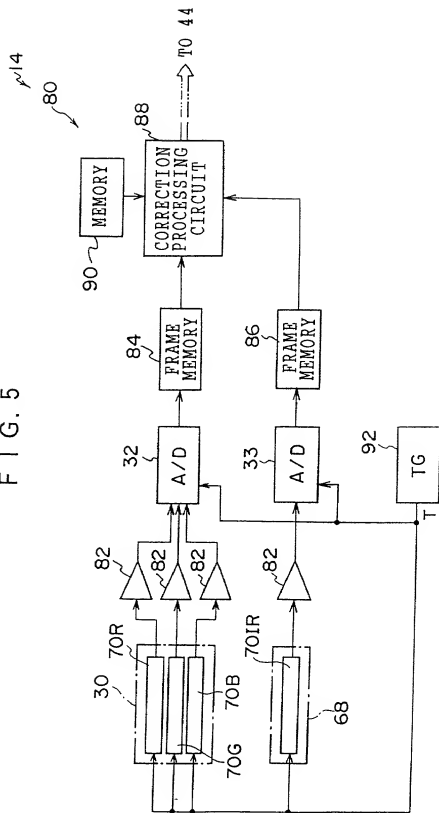 FIG. 5
14
80
TO 44
88
CORRECTION
PROCESSING
CIRCUIT
MEMORY
90
84
FRAME
MEMORY
86
FRAME
MEMORY
32
A/D
33
A/D
92
TG
T
82
82
82
82
70R
30
70G
70B
70IR
68